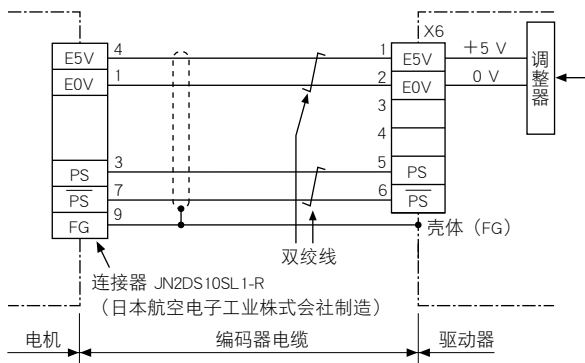 X6
E5V 4 1 E5V +5 V 调整器
E0V 1 2 E0V 0 V
3
4
PS 3 5 PS
PS 7 6 PS
FG 9 壳体（FG）
双绞线
连接器 JN2DS10SL1-R
（日本航空电子工业株式会社制造）
电机 编码器电缆 驱动器